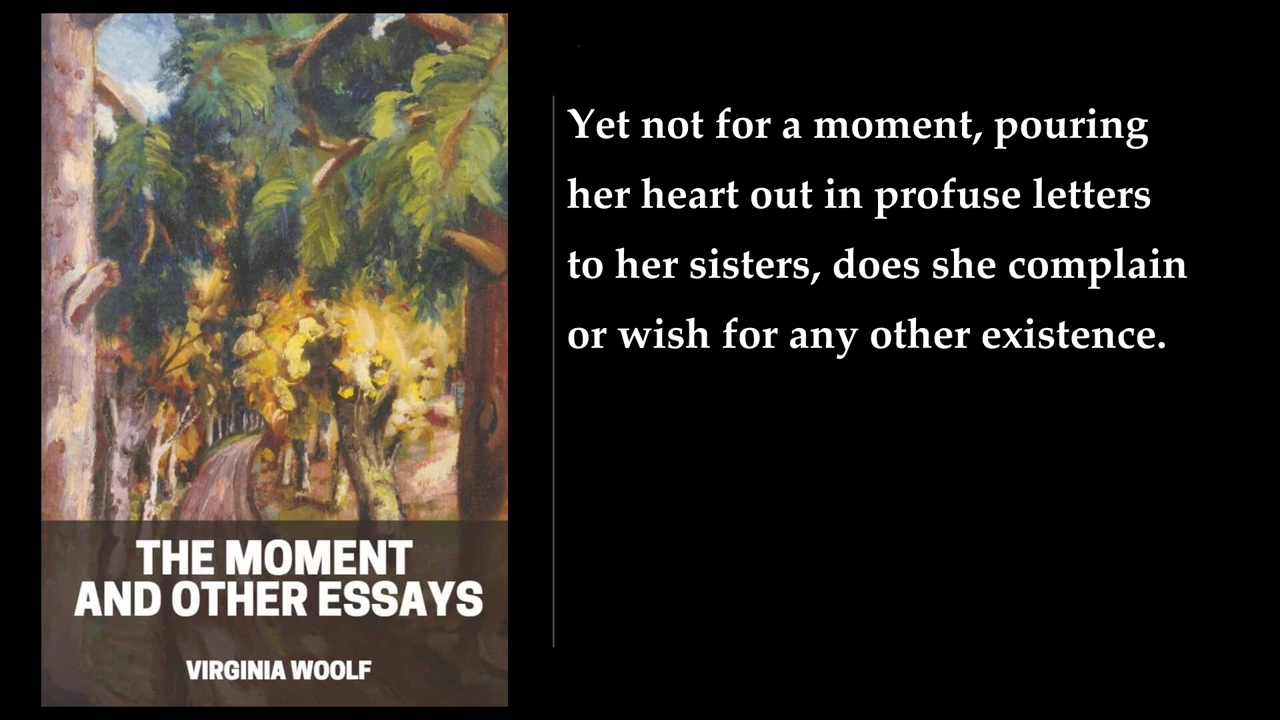 Yet not for a moment, pouring
her heart out in profuse letters
to her sisters, does she complain
or wish for any other existence.
THE MOMENT
AND OTHER ESSAYS
VIRGINIA WOOLF